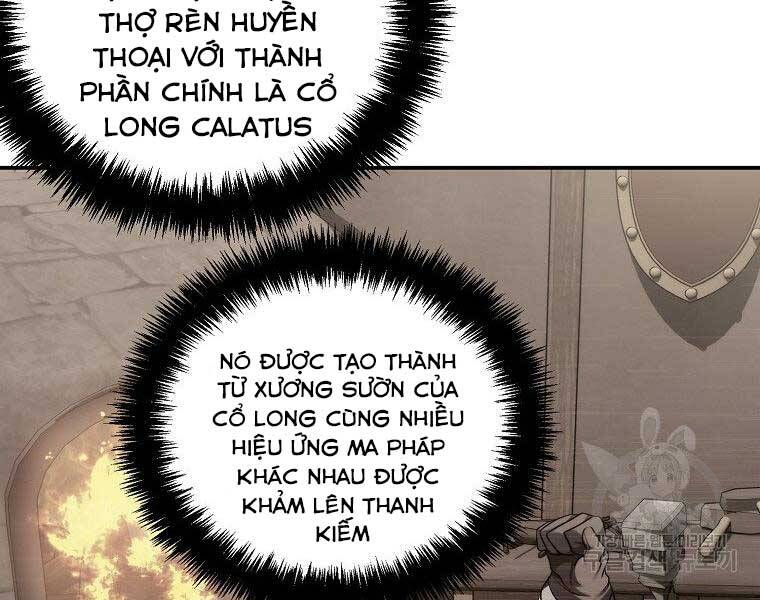 THỢ RÈN HUYỀN
THOẠI VỚI THÀNH
PHẦN CHÍNH LÀ CỔ
LONG CALATUS
NÓ ĐƯỢC TẠO THÀNH
TỪ XƯƠNG SƯỜN CỦA
CỔ LONG CÙNG NHIỀU
HIỆU ỨNG MA PHÁP
KHÁC NHAU ĐƯỢC
KHẢM LÊN THANH
KIẾM